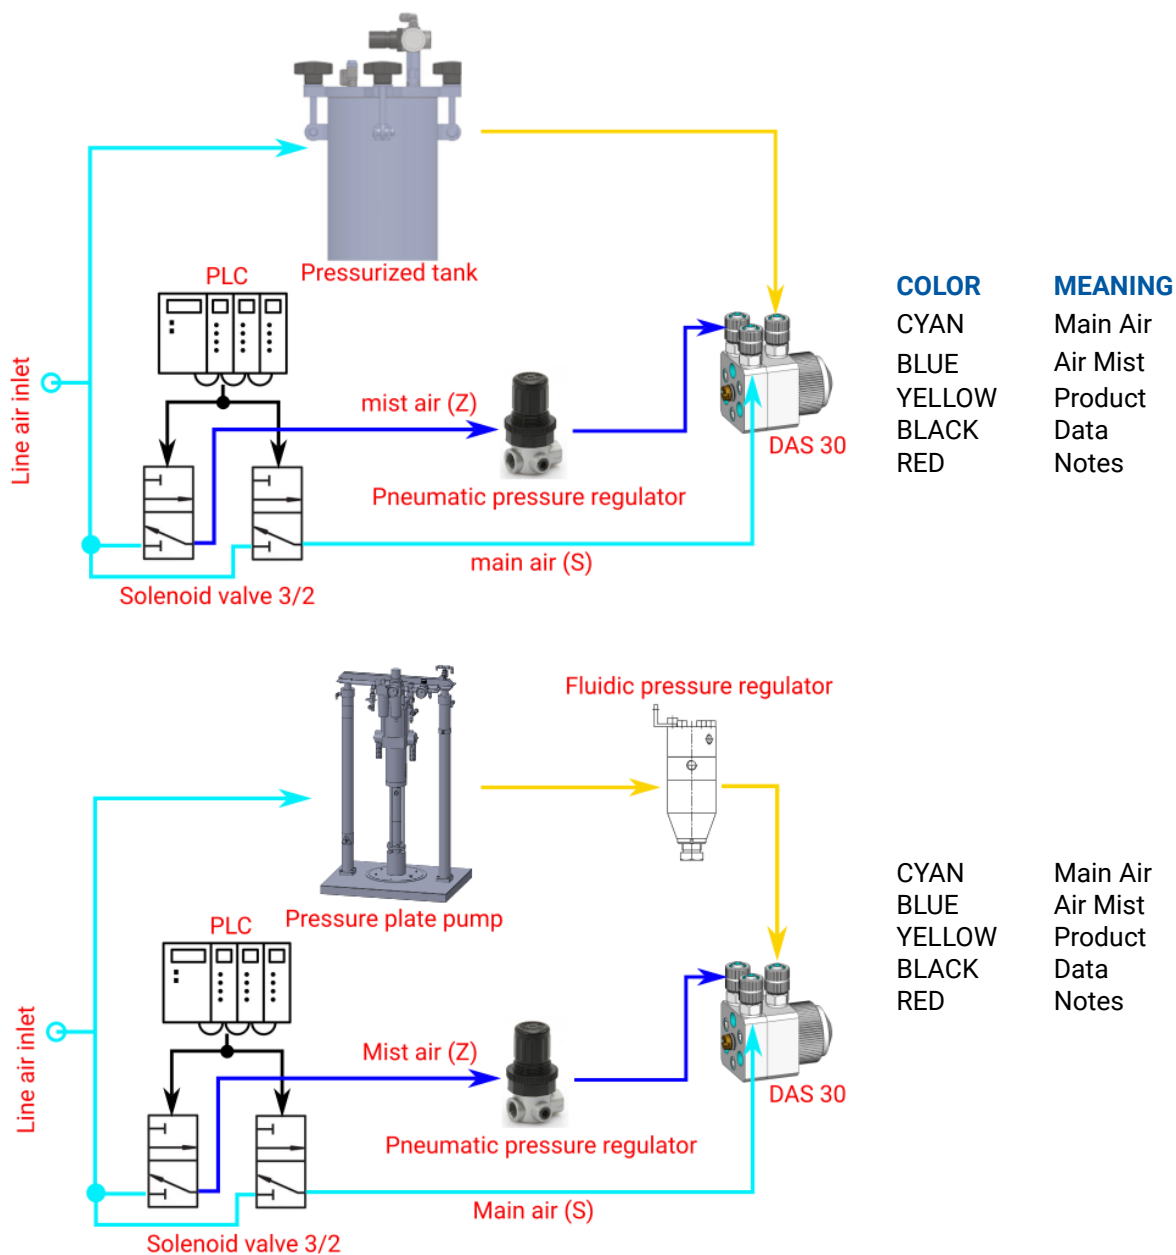 Pressurized tank
PLC
Line air inlet
mist air (Z)
Pneumatic pressure regulator
DAS 30
main air (S)
Solenoid valve 3/2
COLOR MEANING
CYAN Main Air
BLUE Air Mist
YELLOW Product
BLACK Data
RED Notes
Fluidic pressure regulator
Pressure plate pump
PLC
Line air inlet
Mist air (Z)
Pneumatic pressure regulator
DAS 30
Main air (S)
Solenoid valve 3/2
CYAN Main Air
BLUE Air Mist
YELLOW Product
BLACK Data
RED Notes